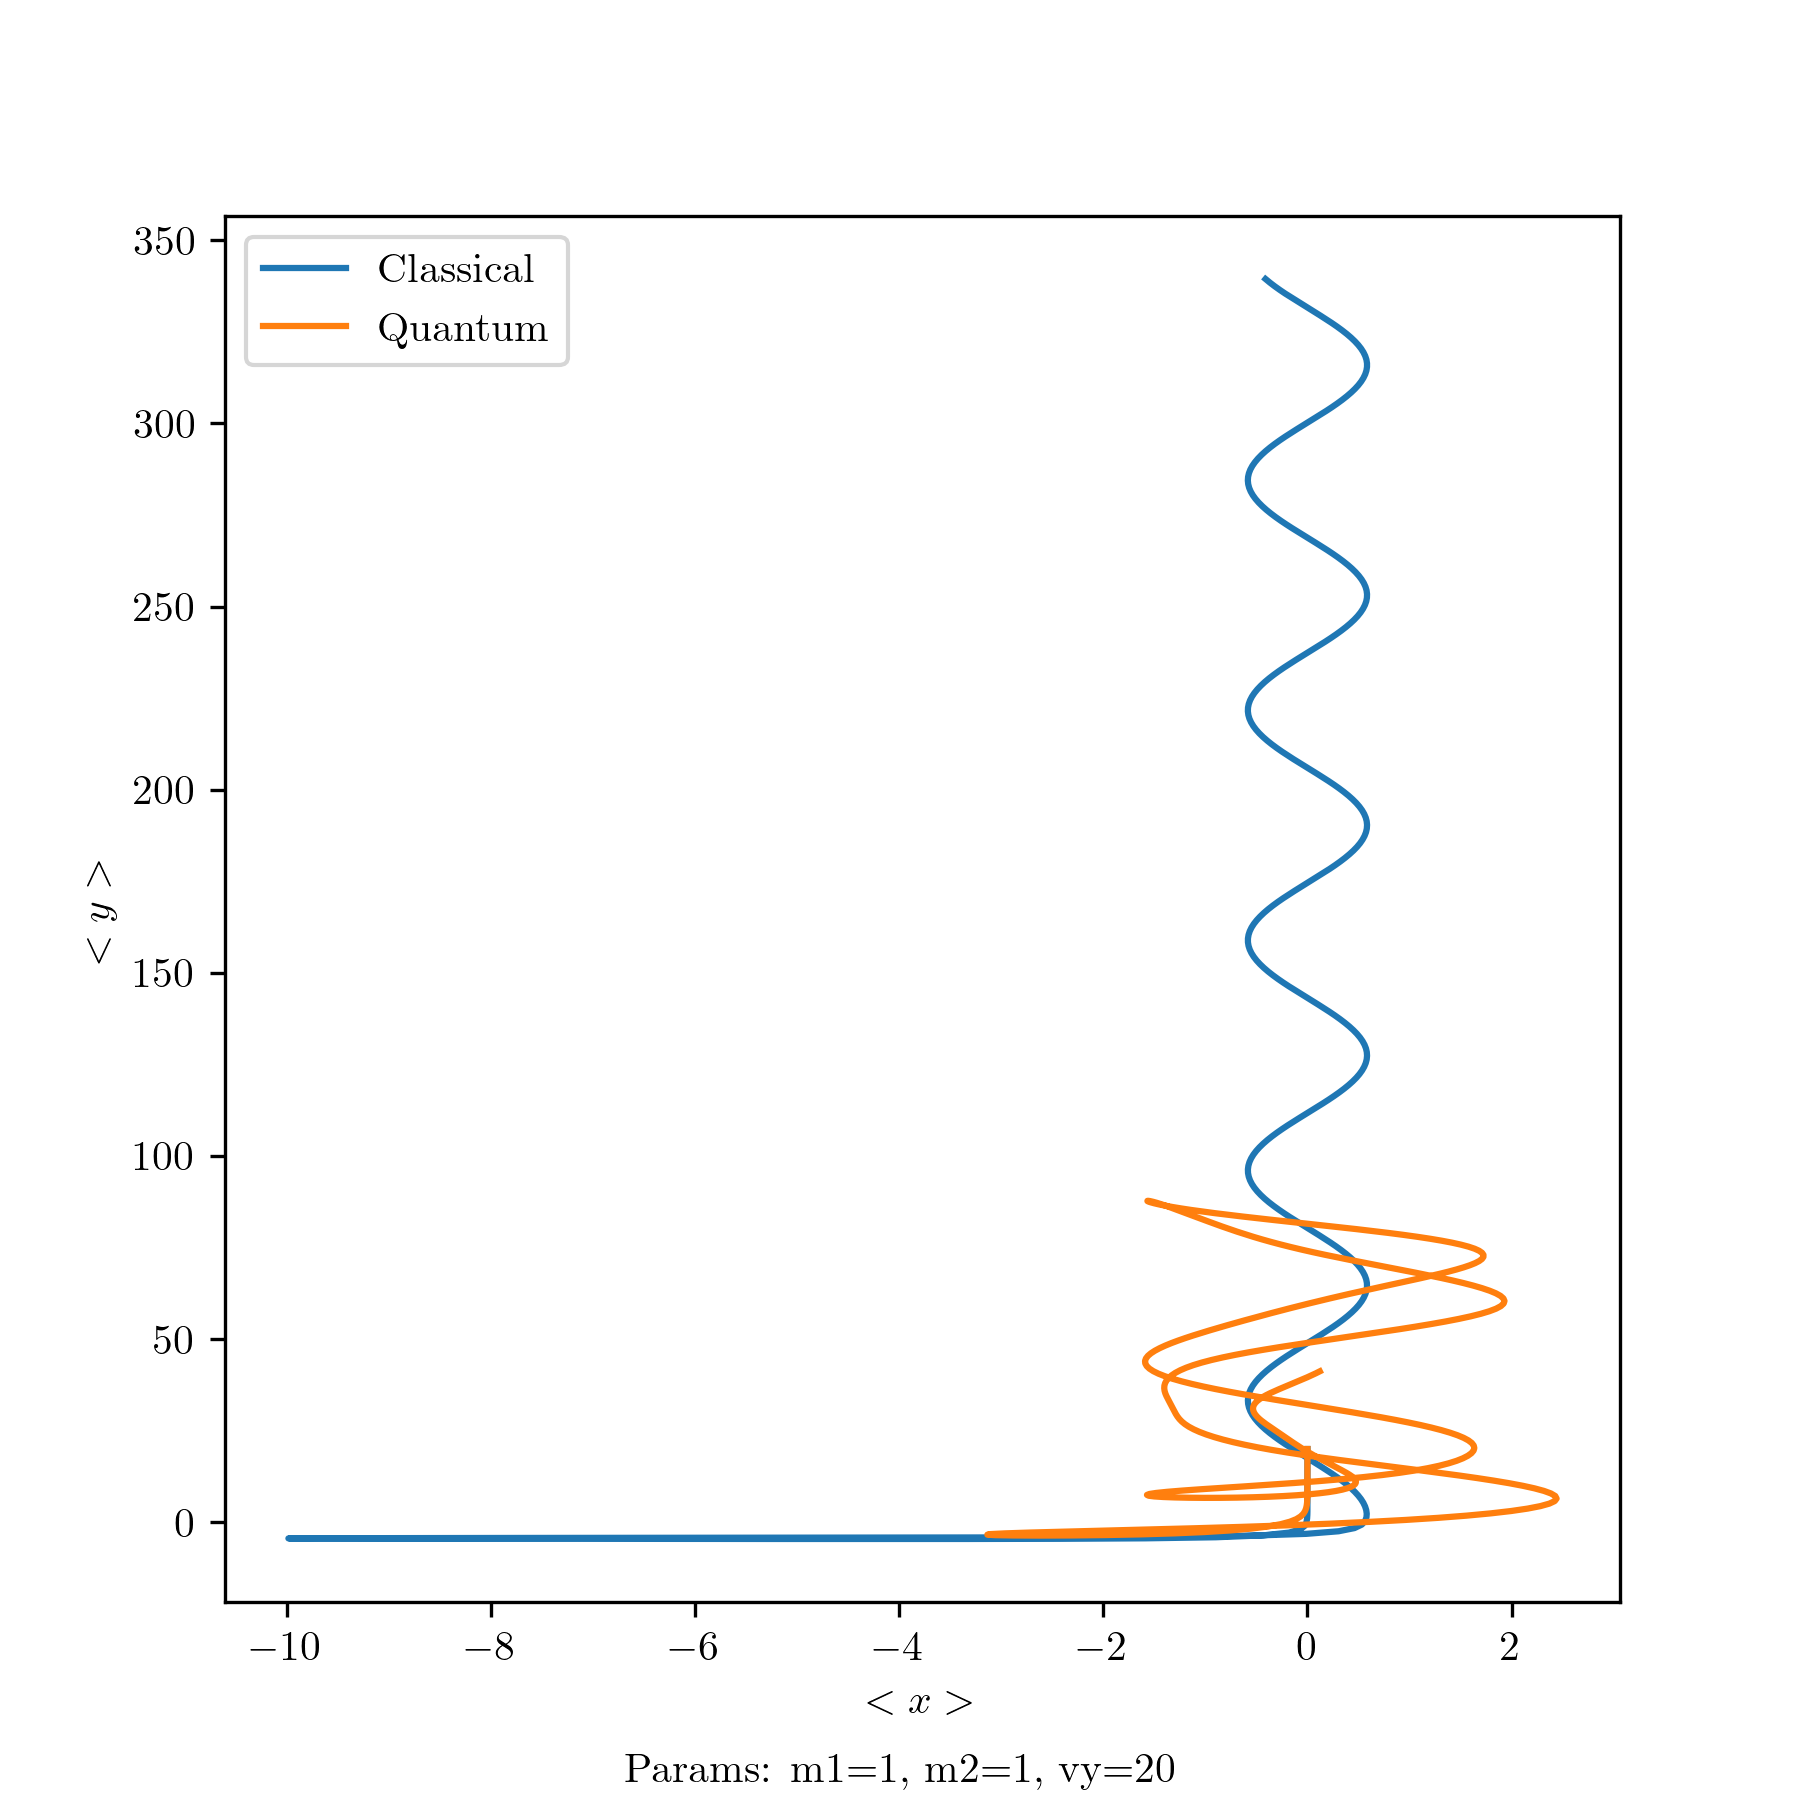 350
300
250
200
150
100
50
0
Classical
Quantum
< y >
−10 −8 −6 −4 −2 0 2
< x >
Params: m1=1, m2=1, vy=20